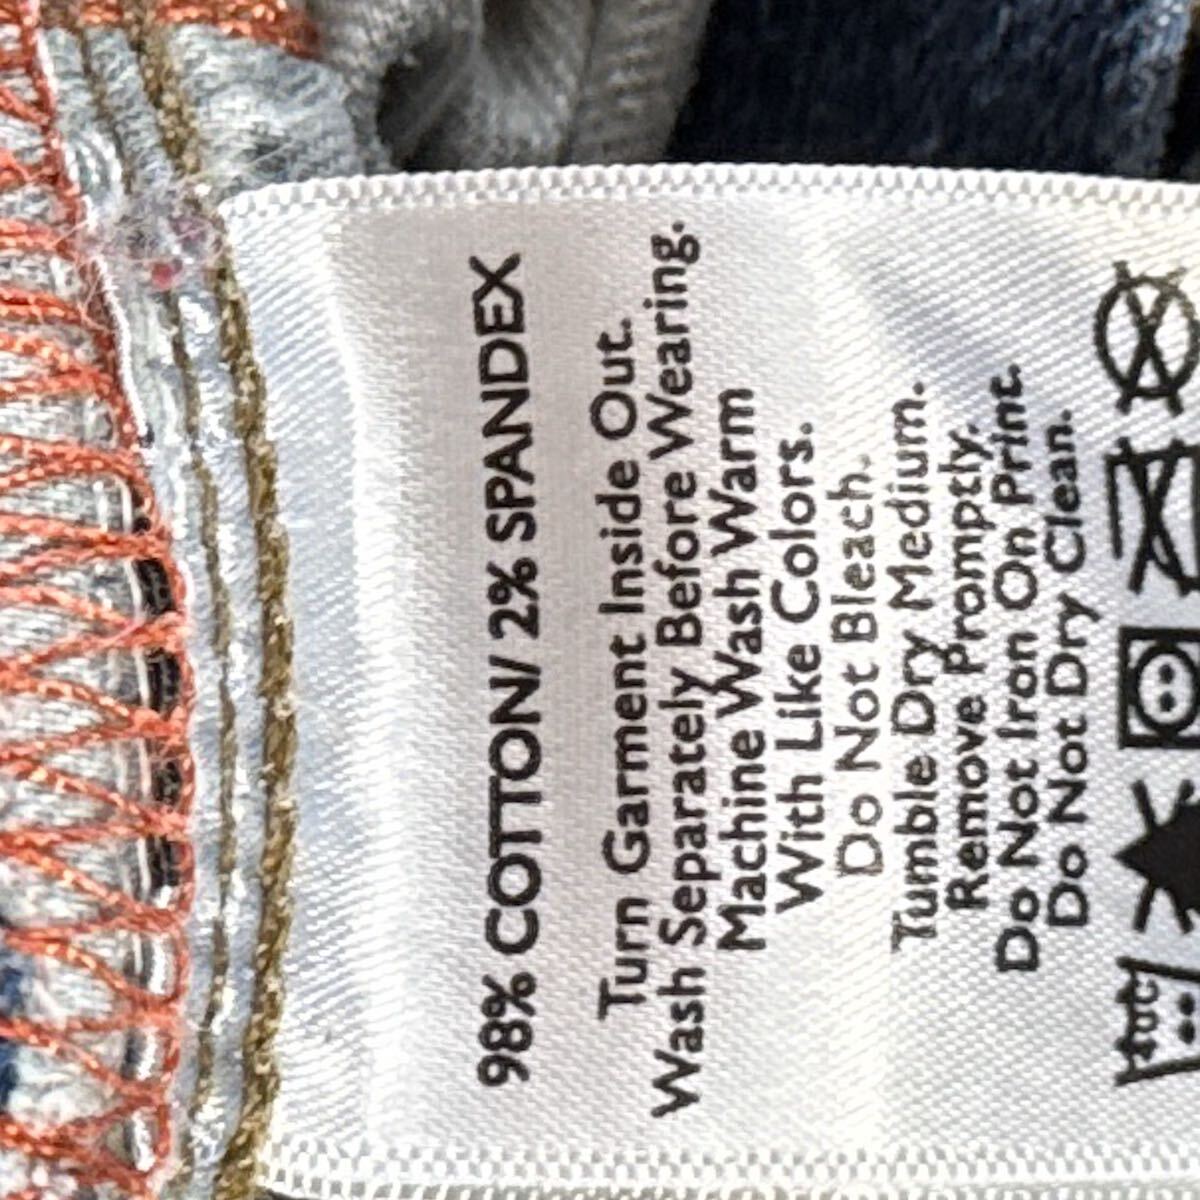 98% COTTON/ 2% SPANDEX
Turn Garment Inside Out.
Wash Separately Before Wearing.
Machine Wash Warm
With Like Colors.
Do Not Bleach.
Tumble Dry Medium.
Remove Promptly.
Do Not Iron On Print.
Do Not Dry Clean.